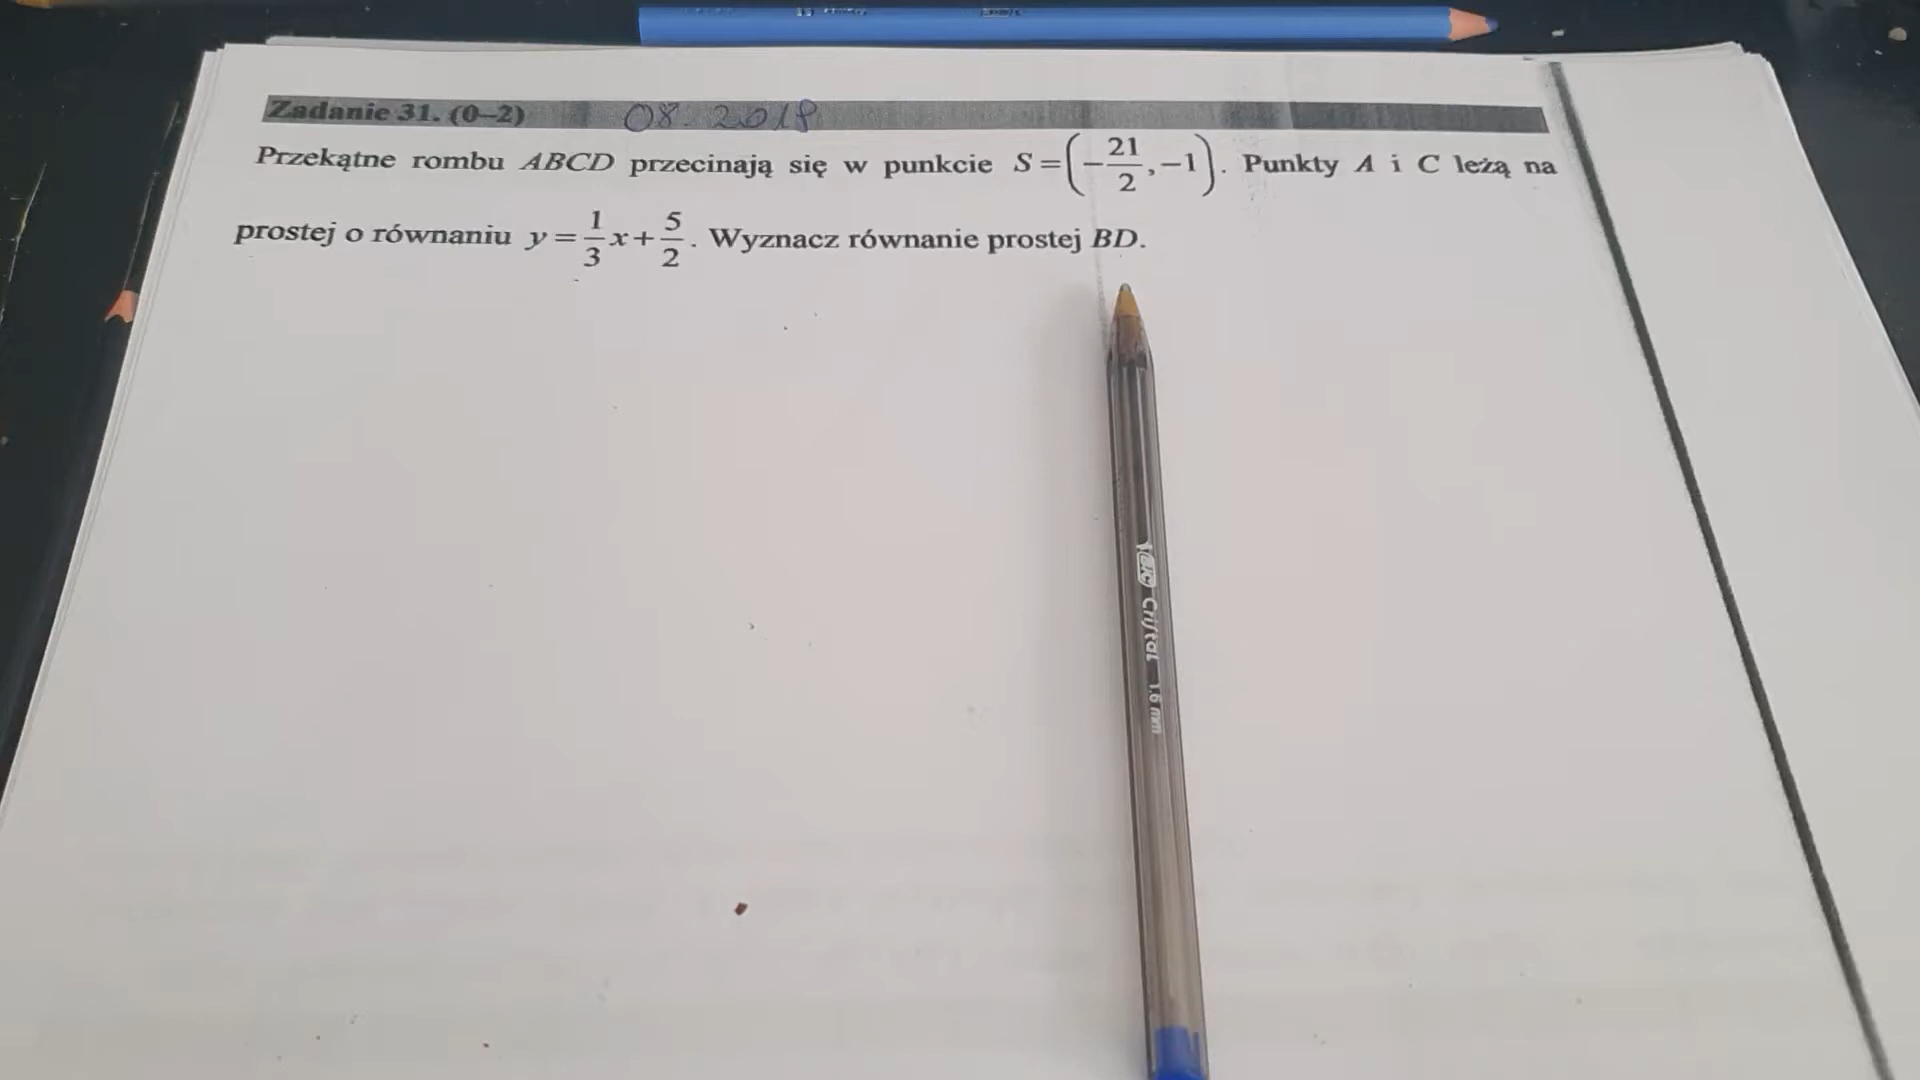 Zadanie 31. (0–2) 08.2018
Przekątne rombu ABCD przecinają się w punkcie S=(−21/2, −1). Punkty A i C leżą na
prostej o równaniu y=1/3x+5/2. Wyznacz równanie prostej BD.
BIC Cristal 1.6 mm